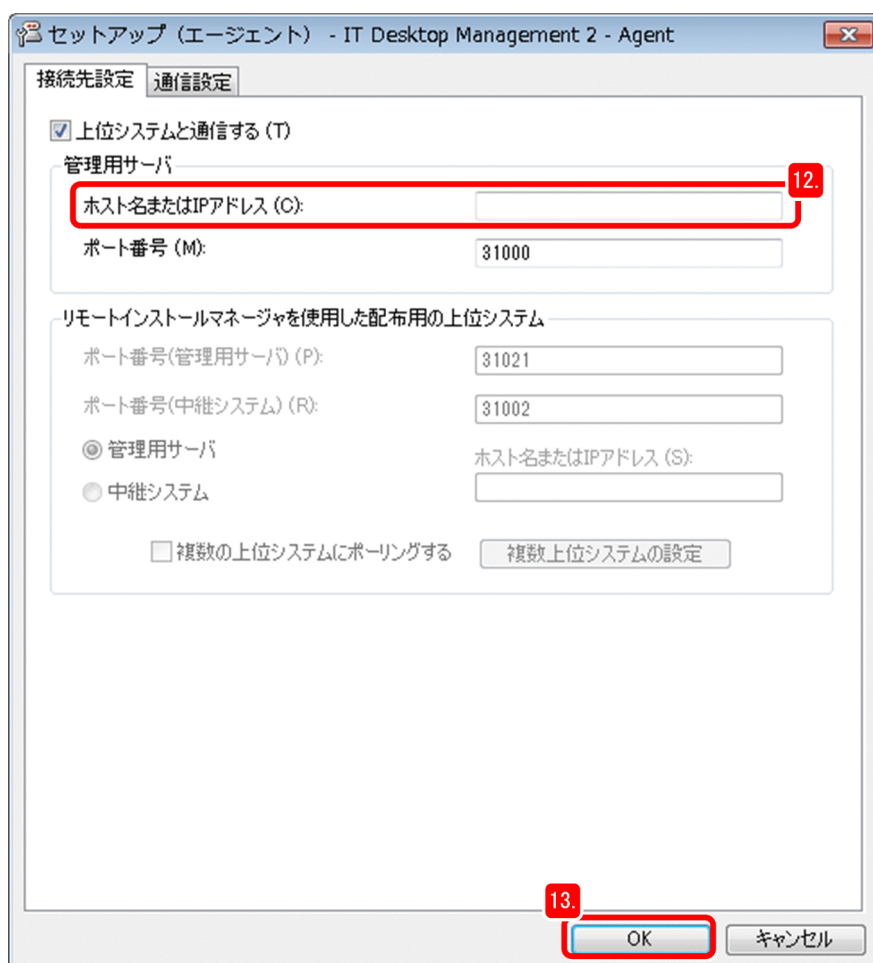 セットアップ（エージェント） - IT Desktop Management 2 - Agent
接続先設定 通信設定
上位システムと通信する(T)
管理用サーバ
12.
ホスト名またはIPアドレス(C):
ポート番号(M): 31000
リモートインストールマネージャを使用した配布用の上位システム
ポート番号(管理用サーバ)(P): 31021
ポート番号(中継システム)(R): 31002
管理用サーバ
ホスト名またはIPアドレス(S):
中継システム
複数の上位システムにポーリングする 複数上位システムの設定
13.
OK キャンセル